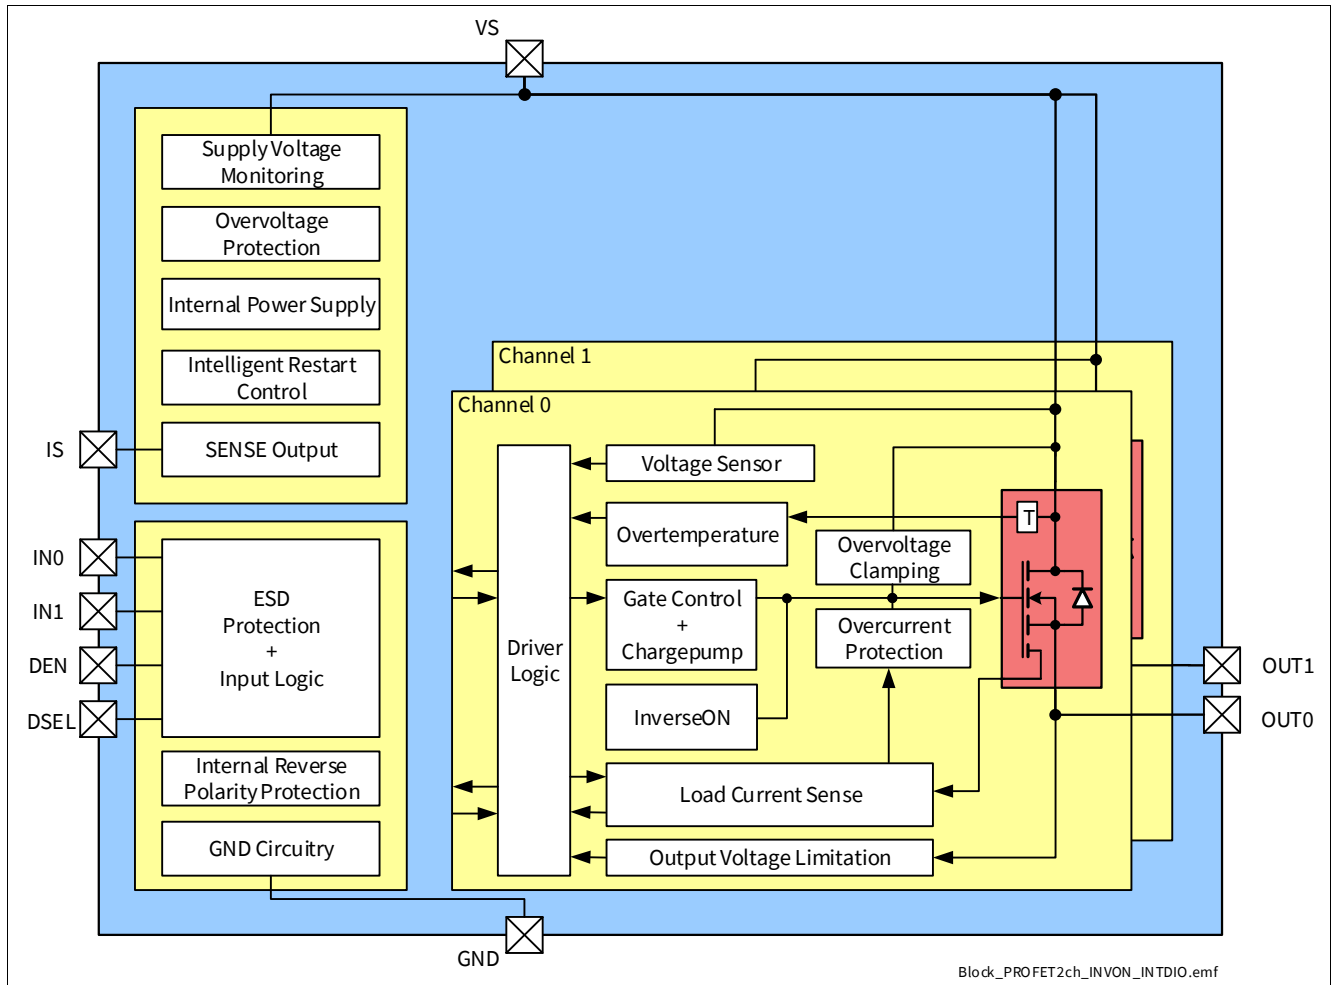 VS
Supply Voltage
Monitoring
Overvoltage
Protection
Internal Power Supply
Intelligent Restart
Control
SENSE Output
IS
IN0
IN1
DEN
DSEL
ESD
Protection
+
Input Logic
Internal Reverse
Polarity Protection
GND Circuitry
GND
Channel 1
Channel 0
Driver
Logic
Voltage Sensor
Overtemperature
Gate Control
+
Chargepump
InverseON
Overvoltage
Clamping
Overcurrent
Protection
Load Current Sense
Output Voltage Limitation
T
OUT1
OUT0
Block_PROFET2ch_INVON_INTDIO.emf